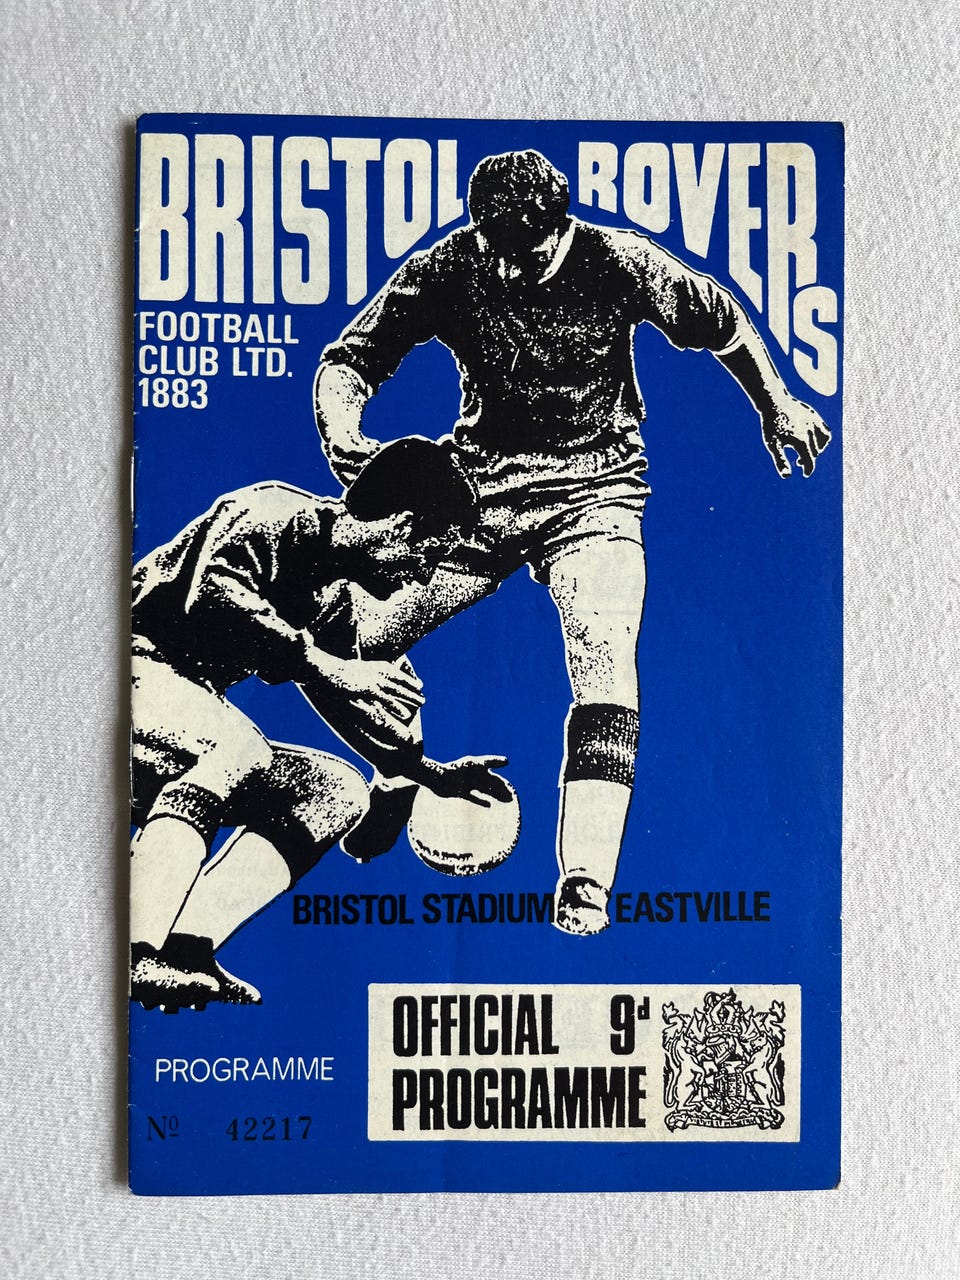 BRISTOL ROVERS
FOOTBALL
CLUB LTD.
1883
BRISTOL STADIUM EASTVILLE
OFFICIAL 9d
PROGRAMME
PROGRAMME
Nº 42217